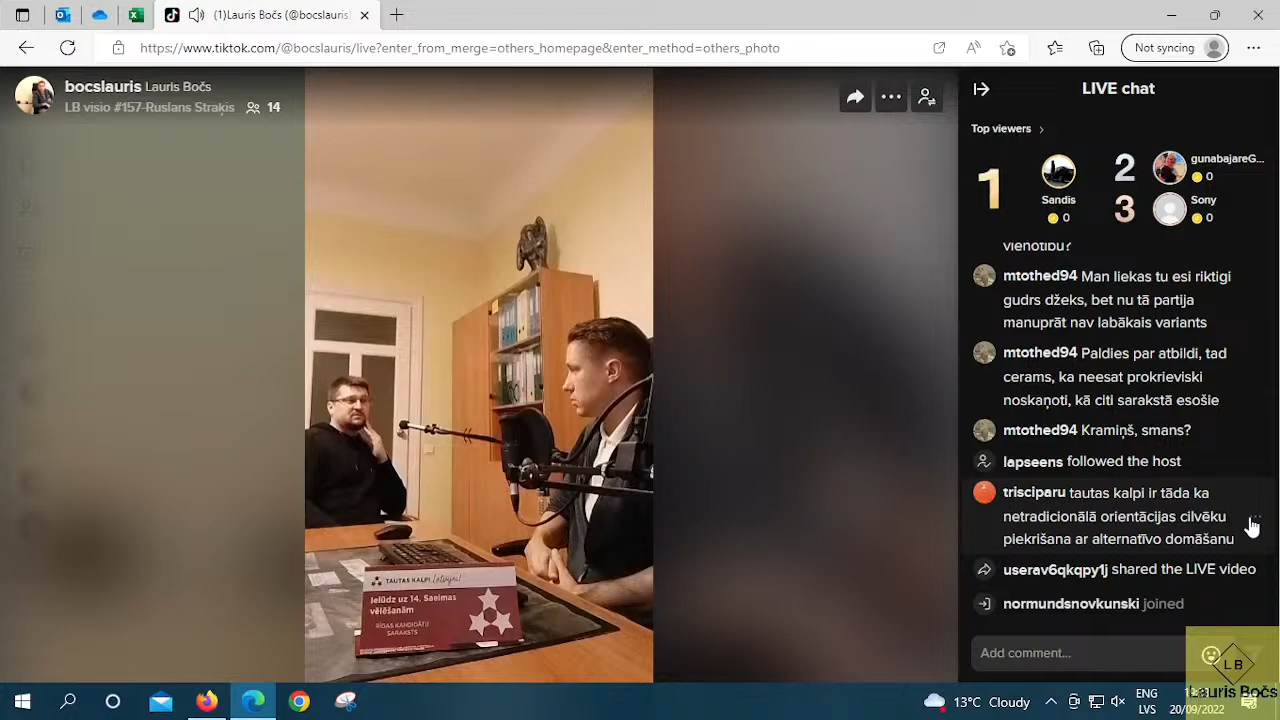 (1)Lauris Bočs (@bocslauris
https://www.tiktok.com/@bocslauris/live?enter_from_merge=others_homepage&enter_method=others_photo
Not syncing
bocslauris Lauris Bočs
LB visio #157-Ruslans Straķis 14
LIVE chat
Top viewers
1
Sandis
0
2
gunabajareG...
0
3
Sony
0
vienotību?
mtothed94 Man liekas tu esi riktīgi
gudrs džeks, bet nu tā partija
manuprāt nav labākais variants
mtothed94 Paldies par atbildi, tad
cerams, ka neesat prokrieviski
noskaņoti, kā citi sarakstā esošie
mtothed94 Kramiņš, smans?
lapseens followed the host
trisciparu tautas kalpi ir tāda ka
netradicionālā orientācijas cilvēku
piekrišana ar alternatīvo domāšanu
userav6qkqpy1j shared the LIVE video
normundsnovkunski joined
Add comment...
TAUTAS KALPI Latvijai!
Ielūdz uz 14. Saeimas
vēlēšanām
RĪGAS KANDIDĀTU
SARAKSTS
LB
Lauris Bočs
13°C Cloudy
ENG
LVS
20/09/2022